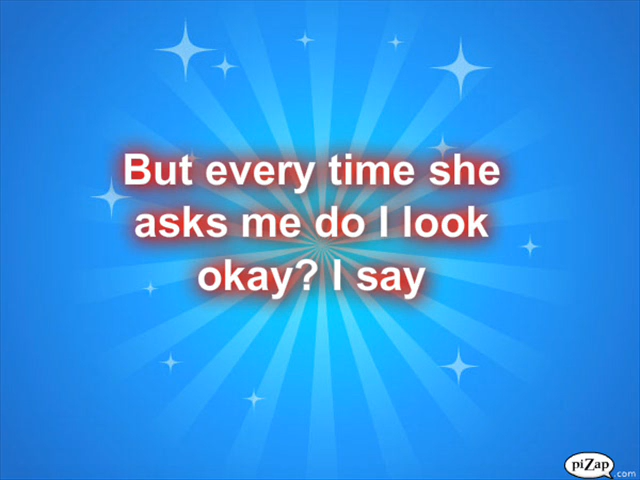 But every time she
asks me do I look
okay? I say
piZap
.com